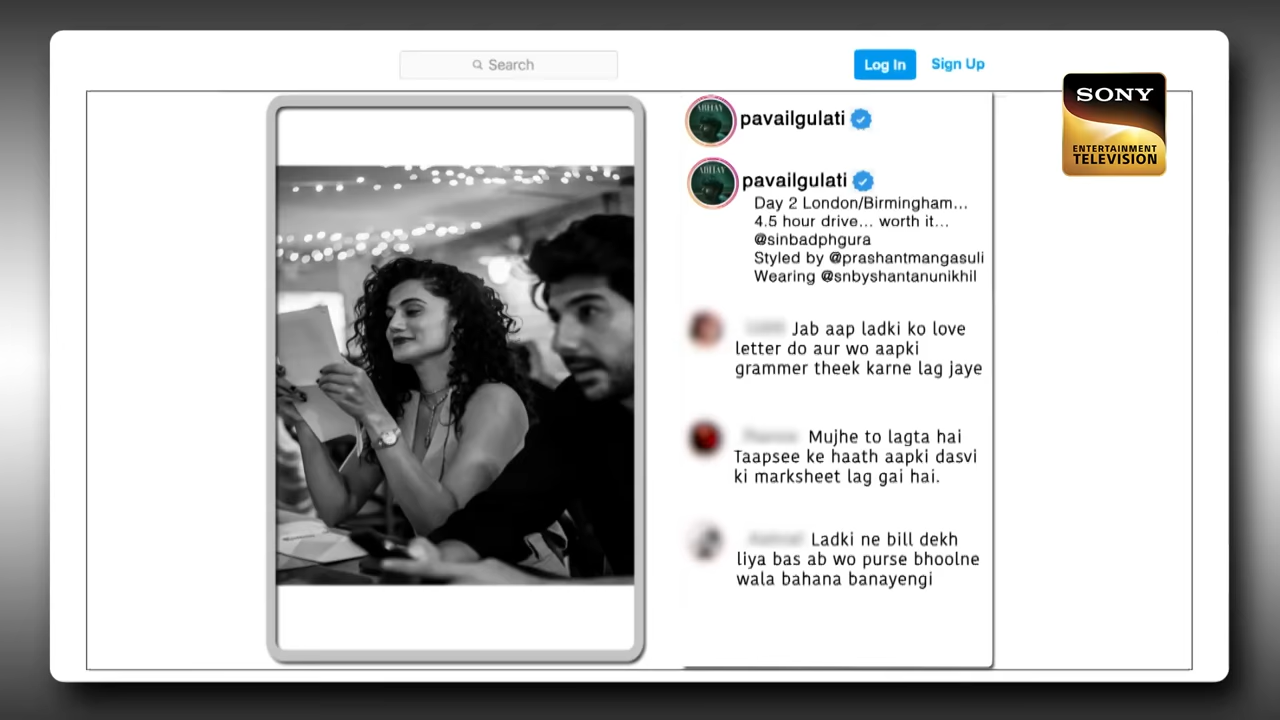 Search
Log In
Sign Up
SONY
ENTERTAINMENT
TELEVISION
ABHAY
pavailgulati
ABHAY
pavailgulati
Day 2 London/Birmingham...
4.5 hour drive... worth it...
@sinbadphgura
Styled by @prashantmangasuli
Wearing @snbyshantanunikhil
Jab aap ladki ko love
letter do aur wo aapki
grammer theek karne lag jaye
Mujhe to lagta hai
Taapsee ke haath aapki dasvi
ki marksheet lag gai hai.
Ladki ne bill dekh
liya bas ab wo purse bhoolne
wala bahana banayengi